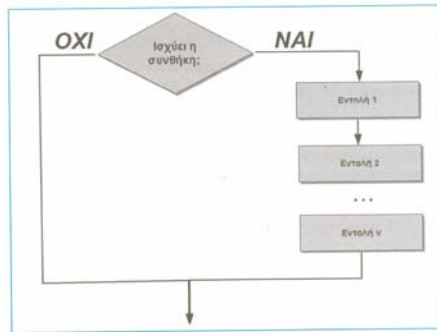 ΟΧΙ
Ισχύει η
συνθήκη;
ΝΑΙ
Εντολή 1
Εντολή 2
...
Εντολή ν